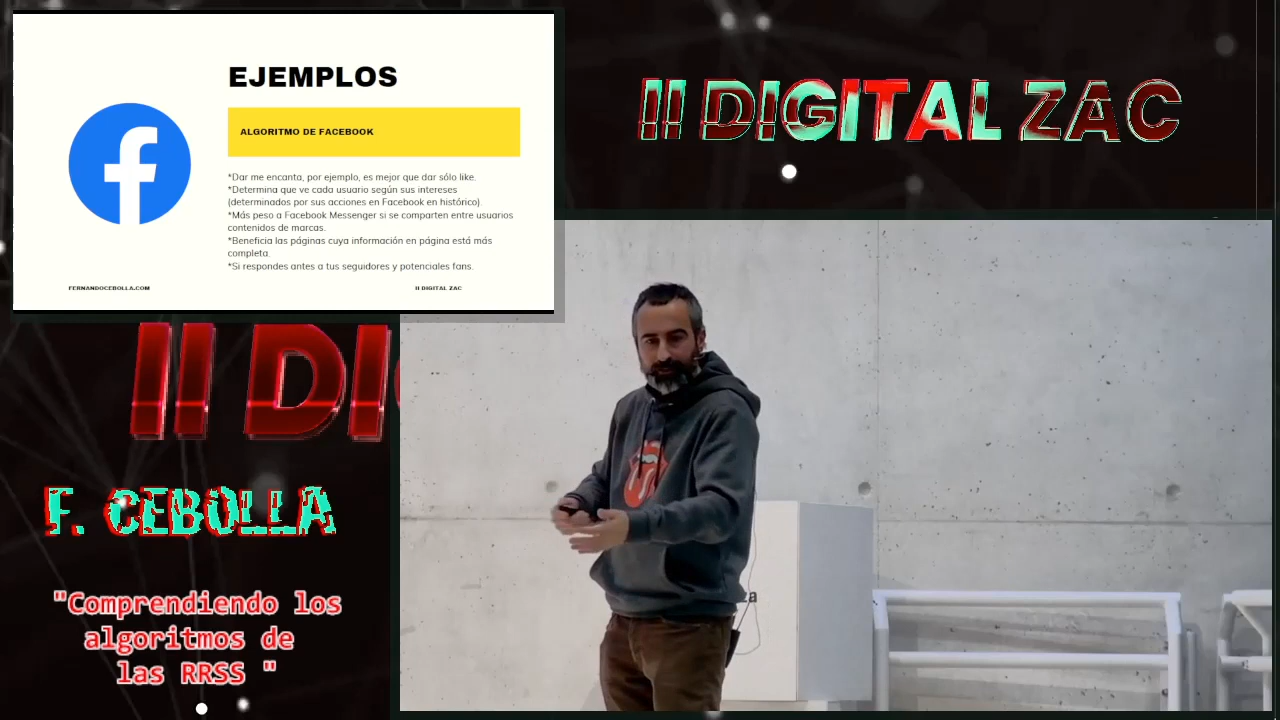 EJEMPLOS
ALGORITMO DE FACEBOOK
*Dar me encanta, por ejemplo, es mejor que dar sólo like.
*Determina que ve cada usuario según sus intereses
(determinados por sus acciones en Facebook en histórico).
*Más peso a Facebook Messenger si se comparten entre usuarios
contenidos de marcas.
*Beneficia las páginas cuya información en página está más
completa.
*Si respondes antes a tus seguidores y potenciales fans.
FERNANDOCEBOLLA.COM
II DIGITAL ZAC
II DIGITAL ZAC
II DI
F. CEBOLLA
"Comprendiendo los
algoritmos de
las RRSS "
za